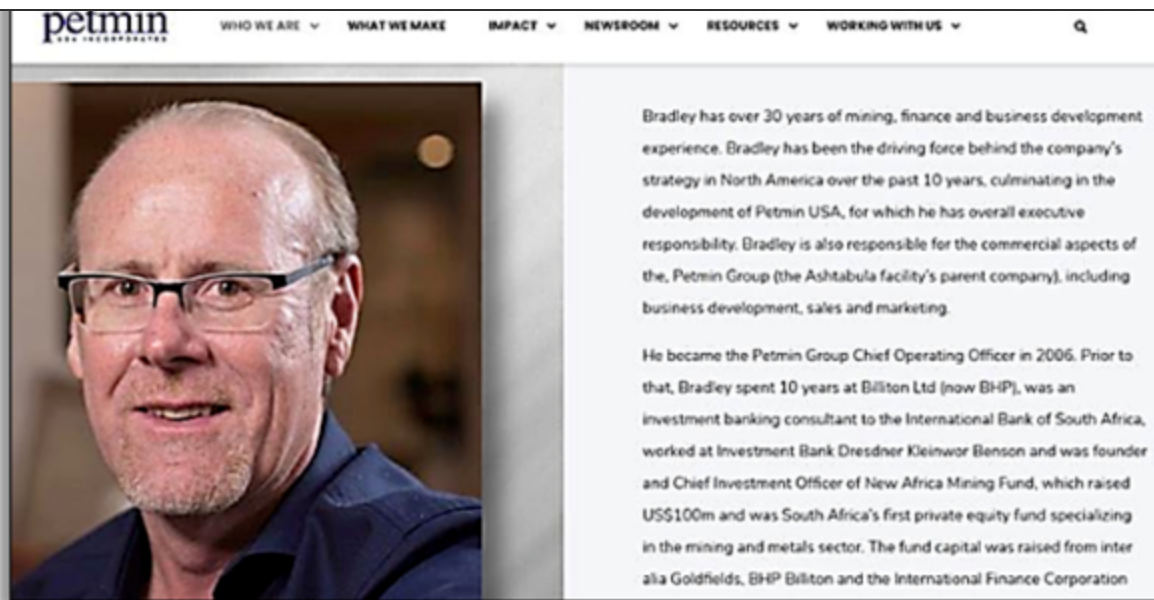 petmin
USA INCORPORATED
WHO WE ARE
WHAT WE MAKE
IMPACT
NEWSROOM
RESOURCES
WORKING WITH US
Bradley has over 30 years of mining, finance and business development
experience. Bradley has been the driving force behind the company's
strategy in North America over the past 10 years, culminating in the
development of Petmin USA, for which he has overall executive
responsibility. Bradley is also responsible for the commercial aspects of
the, Petmin Group (the Ashtabula facility's parent company), including
business development, sales and marketing.
He became the Petmin Group Chief Operating Officer in 2006. Prior to
that, Bradley spent 10 years at Billiton Ltd (now BHP), was an
investment banking consultant to the International Bank of South Africa,
worked at Investment Bank Dresdner Kleinwor Benson and was founder
and Chief Investment Officer of New Africa Mining Fund, which raised
US$100m and was South Africa's first private equity fund specializing
in the mining and metals sector. The fund capital was raised from inter
alia Goldfields, BHP Billiton and the International Finance Corporation